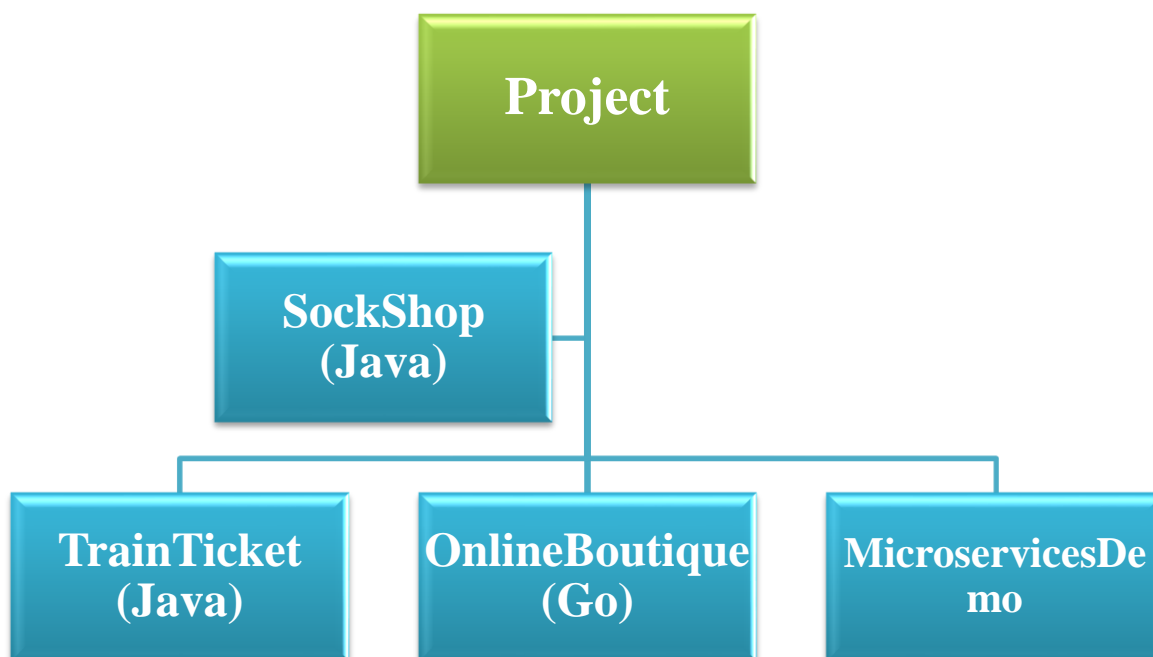 Project
SockShop
(Java)
TrainTicket
(Java)
OnlineBoutique
(Go)
MicroservicesDe
mo